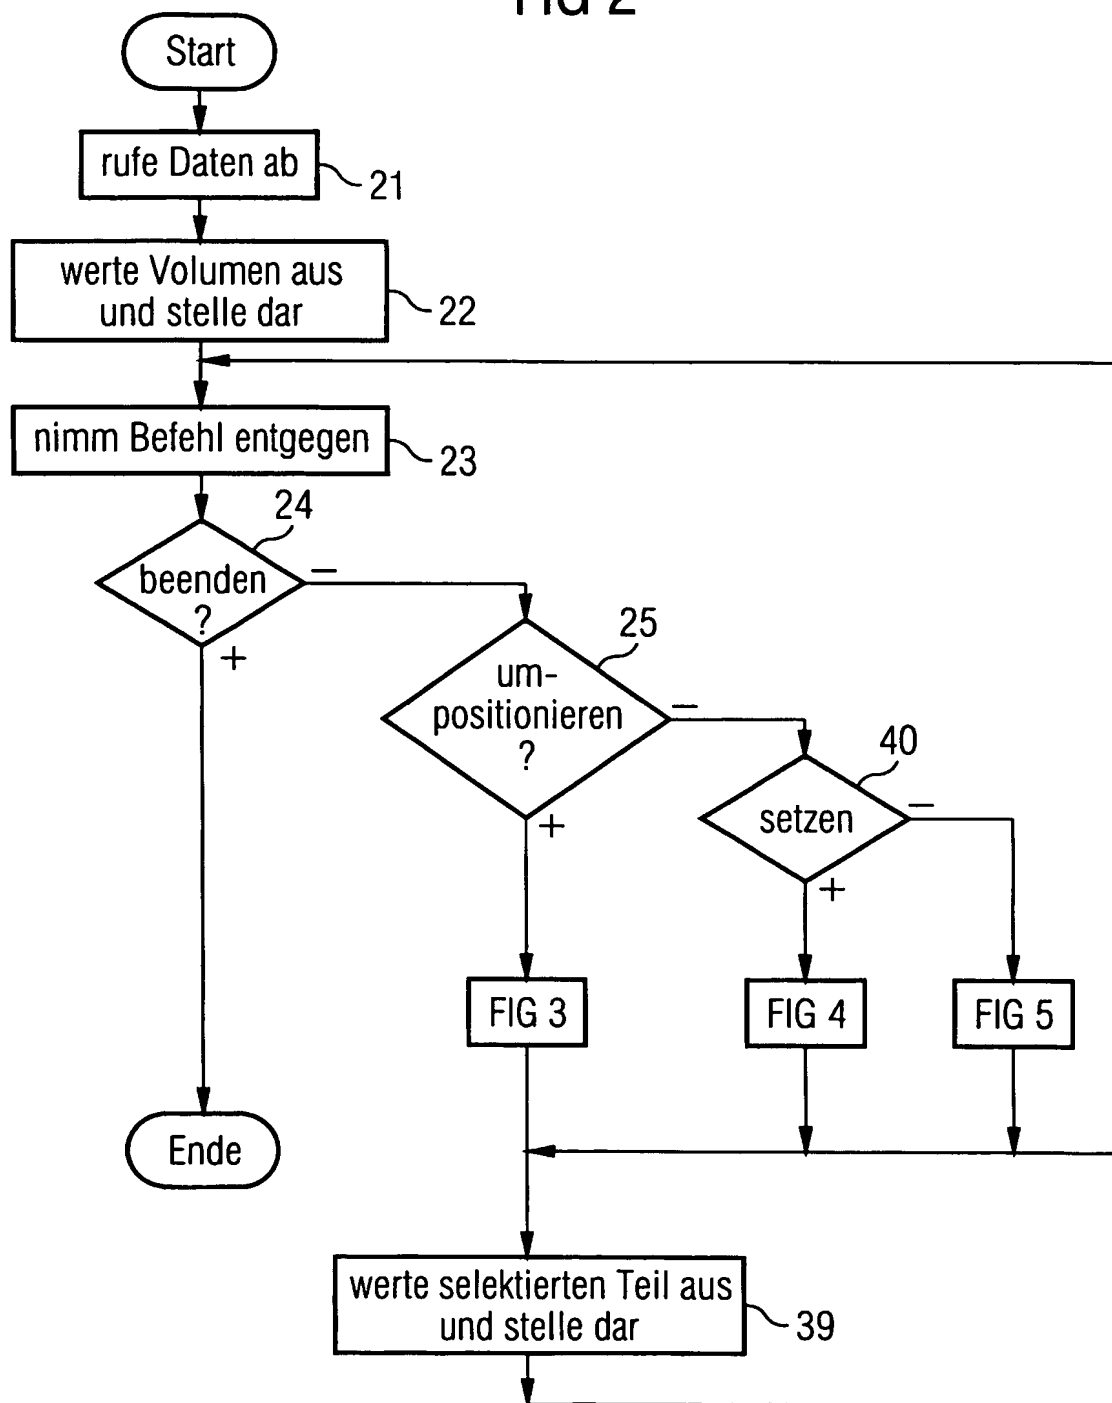 FIG 2
Start
rufe Daten ab
21
werte Volumen aus
und stelle dar
22
nimm Befehl entgegen
23
24
beenden
?
−
+
25
um-
positionieren
?
−
+
40
setzen
−
+
FIG 3
FIG 4
FIG 5
Ende
werte selektierten Teil aus
und stelle dar
39